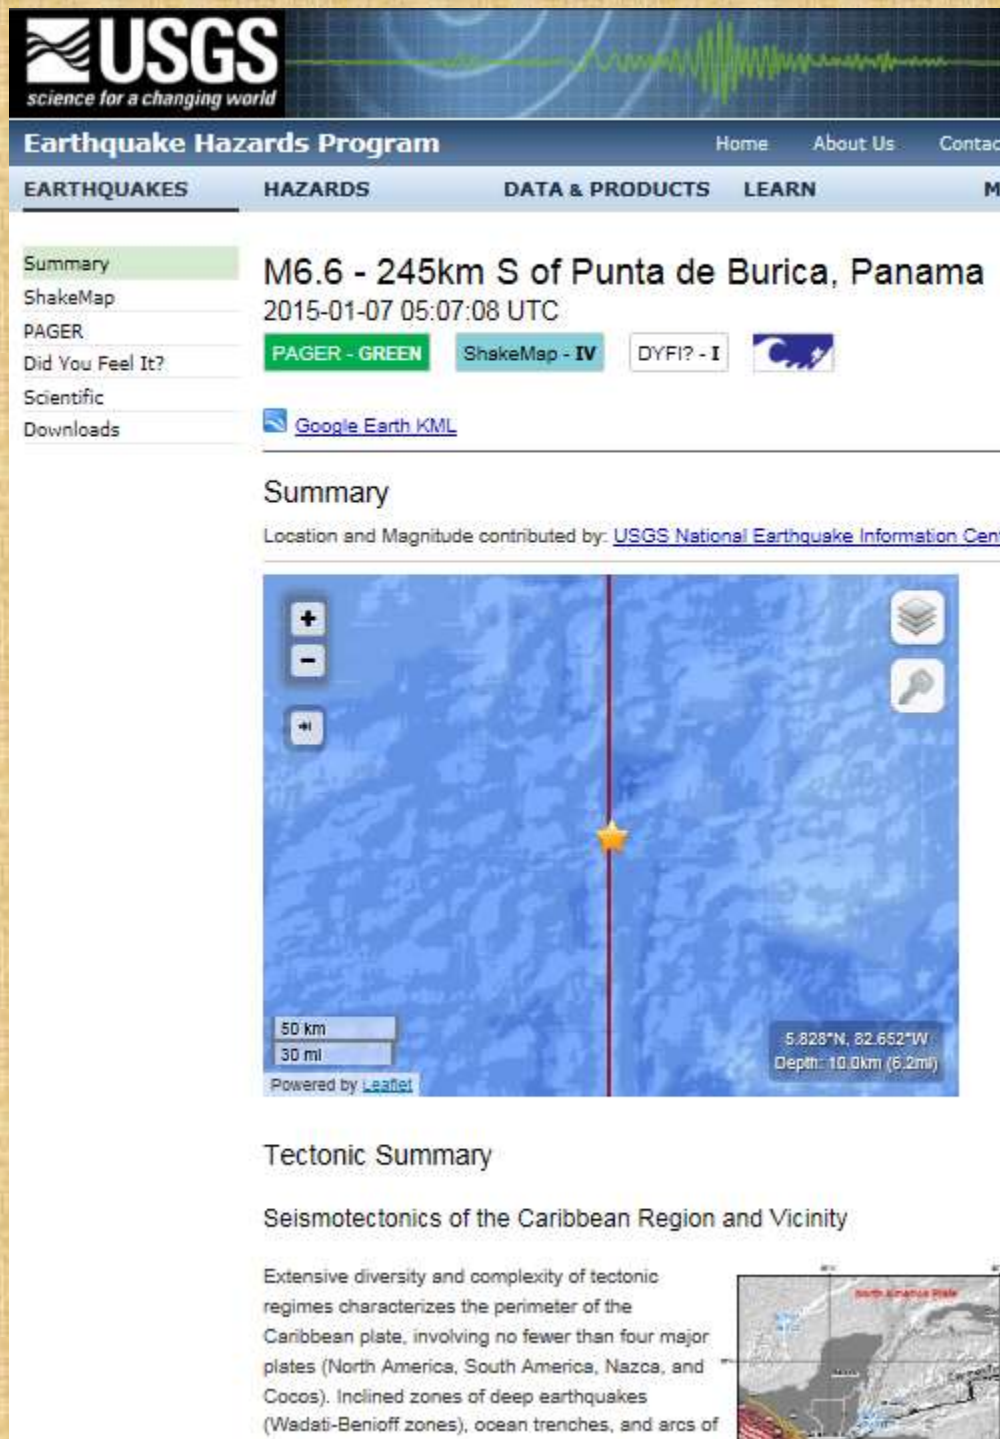 USGS
science for a changing world
Earthquake Hazards Program
Home About Us Contac
EARTHQUAKES HAZARDS DATA & PRODUCTS LEARN M
Summary
ShakeMap
PAGER
Did You Feel It?
Scientific
Downloads
M6.6 - 245km S of Punta de Burica, Panama
2015-01-07 05:07:08 UTC
PAGER - GREEN ShakeMap - IV DYFI? - I
Google Earth KML
Summary
Location and Magnitude contributed by: USGS National Earthquake Information Cen
+
-
50 km
30 mi
Powered by Leaflet
5.828°N, 82.652°W
Depth: 10.0km (6.2mi)
Tectonic Summary
Seismotectonics of the Caribbean Region and Vicinity
Extensive diversity and complexity of tectonic
regimes characterizes the perimeter of the
Caribbean plate, involving no fewer than four major
plates (North America, South America, Nazca, and
Cocos). Inclined zones of deep earthquakes
(Wadati-Benioff zones), ocean trenches, and arcs of
North America Plate